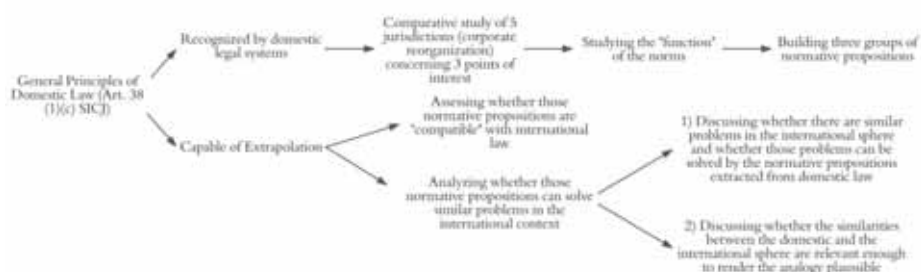 General Principles of
Domestic Law (Art. 38
(1)(c) SICJ)
Recognized by domestic
legal systems
Comparative study of 5
jurisdictions (corporate
reorganization)
concerning 3 points of
interest
Studying the "function"
of the norms
Building three groups of
normative propositions
Capable of Extrapolation
Assessing whether those
normative propositions are
"compatible" with international
law
Analyzing whether those
normative propositions can solve
similar problems in the
international context
1) Discussing whether there are similar
problems in the international sphere
and whether those problems can be
solved by the normative propositions
extracted from domestic law
2) Discussing whether the similarities
between the domestic and the
international sphere are relevant enough
to render the analogy plausible